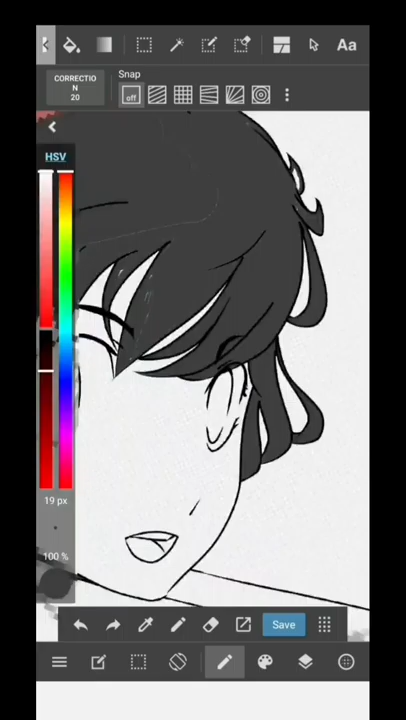 Aa
CORRECTIO
N
20
Snap
off
HSV
19 px
100 %
Save